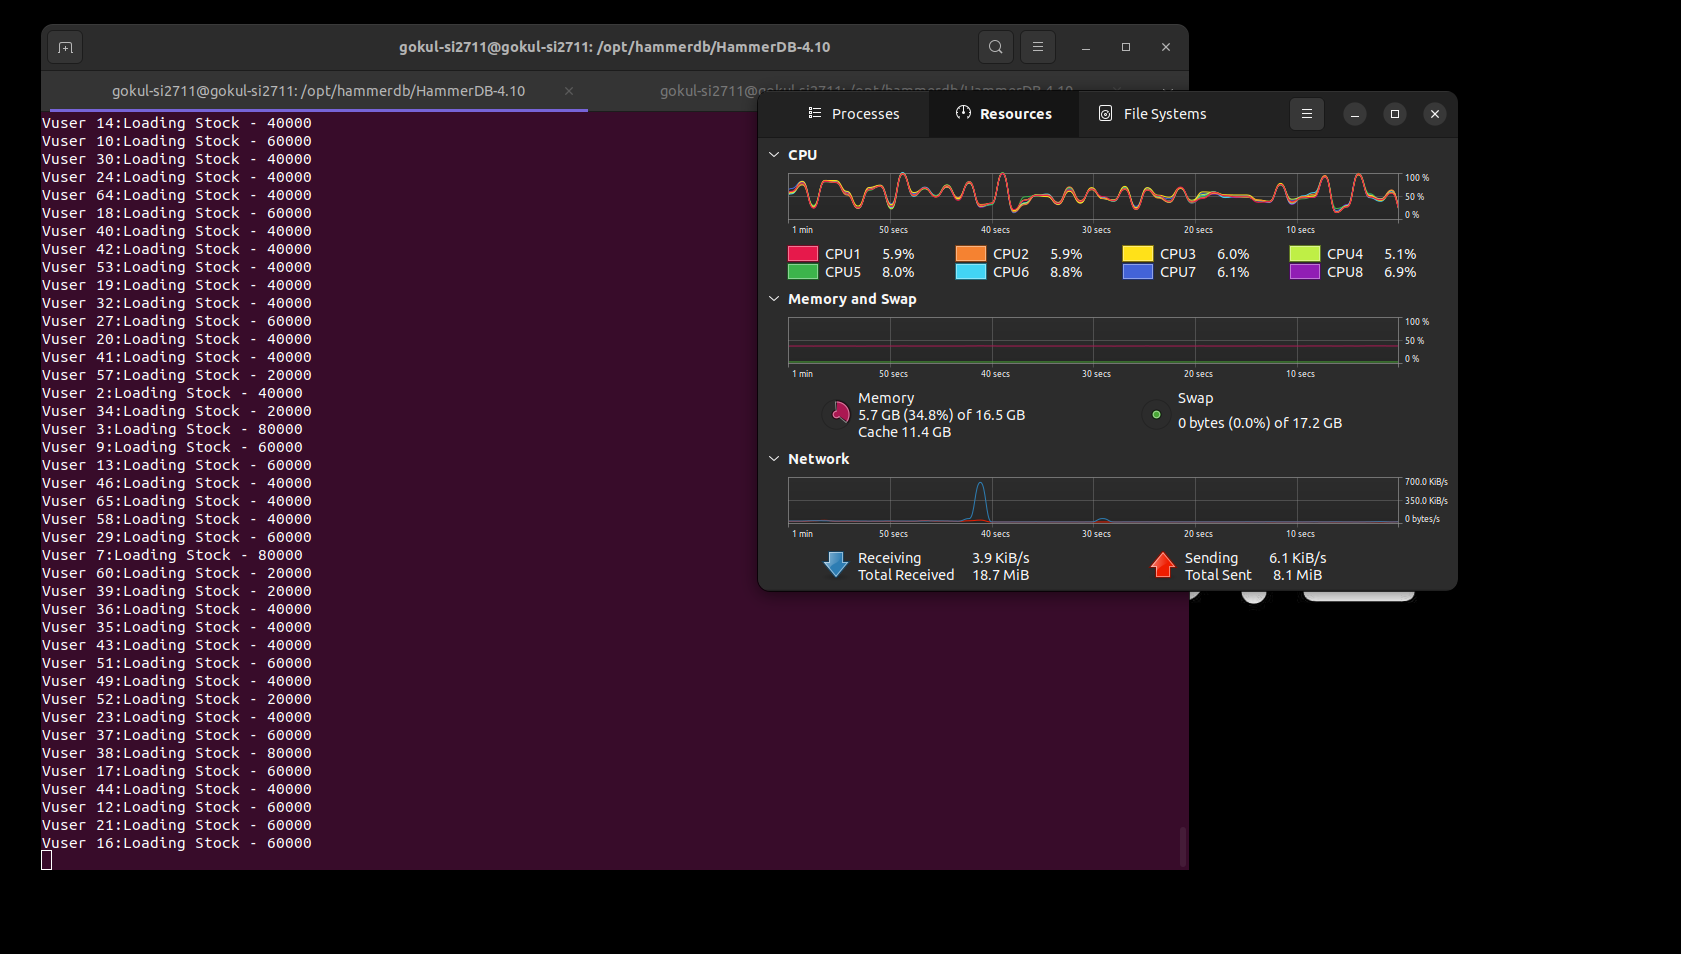 gokul-si2711@gokul-si2711: /opt/hammerdb/HammerDB-4.10
gokul-si2711@gokul-si2711: /opt/hammerdb/HammerDB-4.10
gokul-si2711@gokul-si2711: /opt/hammerdb/HammerDB-4.10
Vuser 14:Loading Stock - 40000
Vuser 10:Loading Stock - 60000
Vuser 30:Loading Stock - 40000
Vuser 24:Loading Stock - 40000
Vuser 64:Loading Stock - 40000
Vuser 18:Loading Stock - 60000
Vuser 40:Loading Stock - 40000
Vuser 42:Loading Stock - 40000
Vuser 53:Loading Stock - 40000
Vuser 19:Loading Stock - 40000
Vuser 32:Loading Stock - 40000
Vuser 27:Loading Stock - 60000
Vuser 20:Loading Stock - 40000
Vuser 41:Loading Stock - 40000
Vuser 57:Loading Stock - 20000
Vuser 2:Loading Stock - 40000
Vuser 34:Loading Stock - 20000
Vuser 3:Loading Stock - 80000
Vuser 9:Loading Stock - 60000
Vuser 13:Loading Stock - 60000
Vuser 46:Loading Stock - 40000
Vuser 65:Loading Stock - 40000
Vuser 58:Loading Stock - 40000
Vuser 29:Loading Stock - 60000
Vuser 7:Loading Stock - 80000
Vuser 60:Loading Stock - 20000
Vuser 39:Loading Stock - 20000
Vuser 36:Loading Stock - 40000
Vuser 35:Loading Stock - 40000
Vuser 43:Loading Stock - 40000
Vuser 51:Loading Stock - 60000
Vuser 49:Loading Stock - 40000
Vuser 52:Loading Stock - 20000
Vuser 23:Loading Stock - 40000
Vuser 37:Loading Stock - 60000
Vuser 38:Loading Stock - 80000
Vuser 17:Loading Stock - 60000
Vuser 44:Loading Stock - 40000
Vuser 12:Loading Stock - 60000
Vuser 21:Loading Stock - 60000
Vuser 16:Loading Stock - 60000
Processes Resources File Systems
CPU
100 %
50 %
0 %
1 min 50 secs 40 secs 30 secs 20 secs 10 secs
CPU1 5.9% CPU2 5.9% CPU3 6.0% CPU4 5.1%
CPU5 8.0% CPU6 8.8% CPU7 6.1% CPU8 6.9%
Memory and Swap
100 %
50 %
0 %
1 min 50 secs 40 secs 30 secs 20 secs 10 secs
Memory
5.7 GB (34.8%) of 16.5 GB
Cache 11.4 GB
Swap
0 bytes (0.0%) of 17.2 GB
Network
700.0 KiB/s
350.0 KiB/s
0 bytes/s
1 min 50 secs 40 secs 30 secs 20 secs 10 secs
Receiving 3.9 KiB/s
Total Received 18.7 MiB
Sending 6.1 KiB/s
Total Sent 8.1 MiB